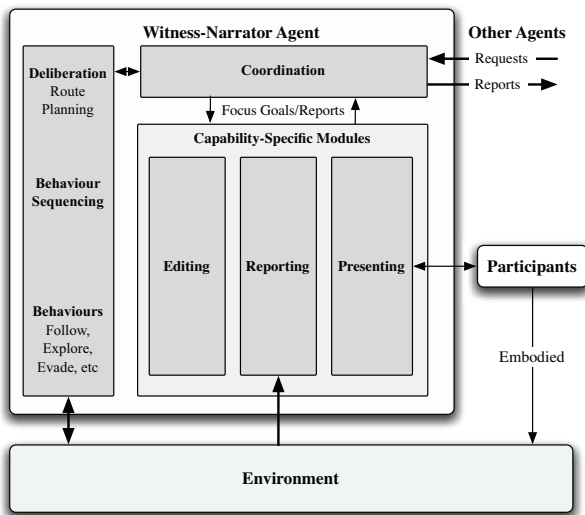 Witness-Narrator Agent
Other Agents
Deliberation
Route
Planning
Coordination
Requests
Reports
Focus Goals/Reports
Capability-Specific Modules
Behaviour
Sequencing
Editing
Reporting
Presenting
Participants
Behaviours
Follow,
Explore,
Evade, etc
Embodied
Environment